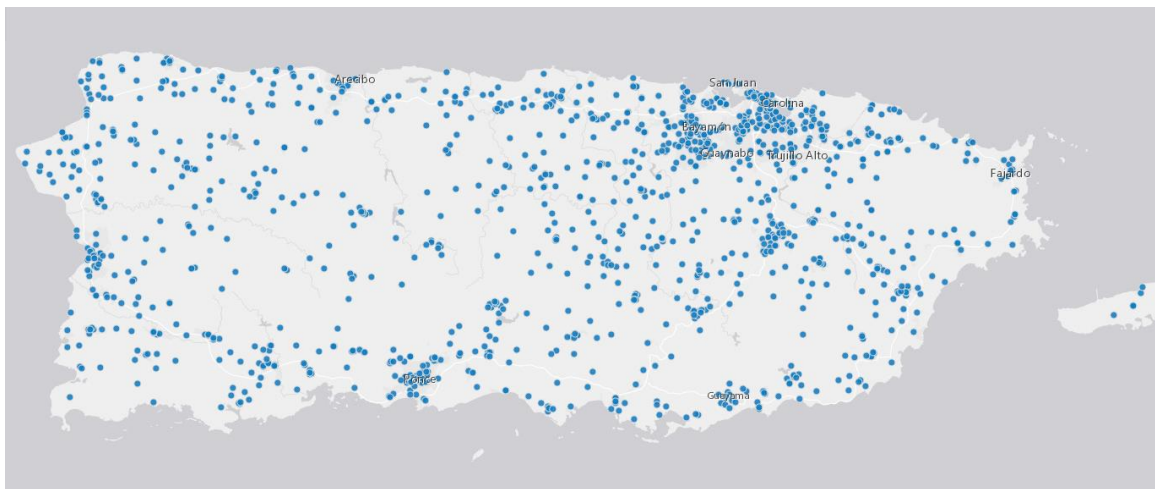 San Juan
Arecibo
Carolina
Bayamón
Guaynabo
Trujillo Alto
Fajardo
Ponce
Guayama